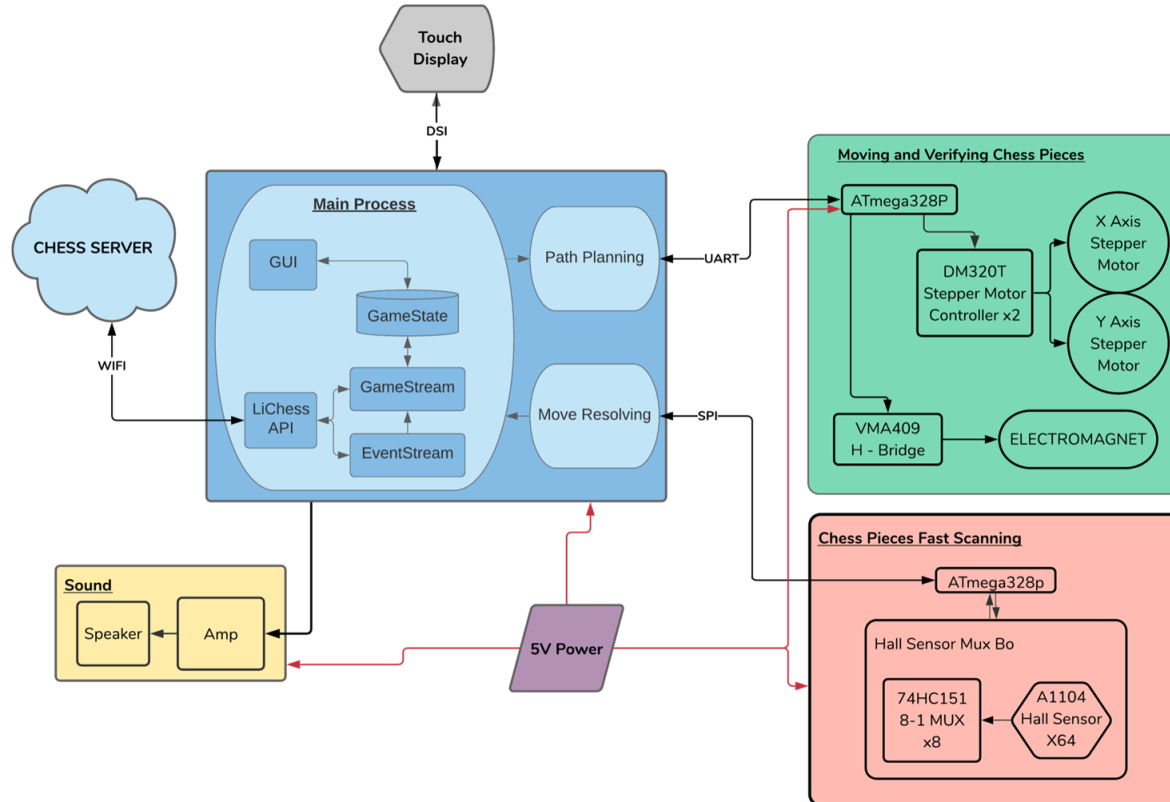 Touch
Display
DSI
CHESS SERVER
WIFI
Main Process
GUI
GameState
GameStream
LiChess
API
EventStream
Path Planning
Move Resolving
UART
SPI
Moving and Verifying Chess Pieces
ATmega328P
DM320T
Stepper Motor
Controller x2
X Axis
Stepper
Motor
Y Axis
Stepper
Motor
VMA409
H - Bridge
ELECTROMAGNET
Sound
Speaker
Amp
5V Power
Chess Pieces Fast Scanning
ATmega328p
Hall Sensor Mux Bo
74HC151
8-1 MUX
x8
A1104
Hall Sensor
X64